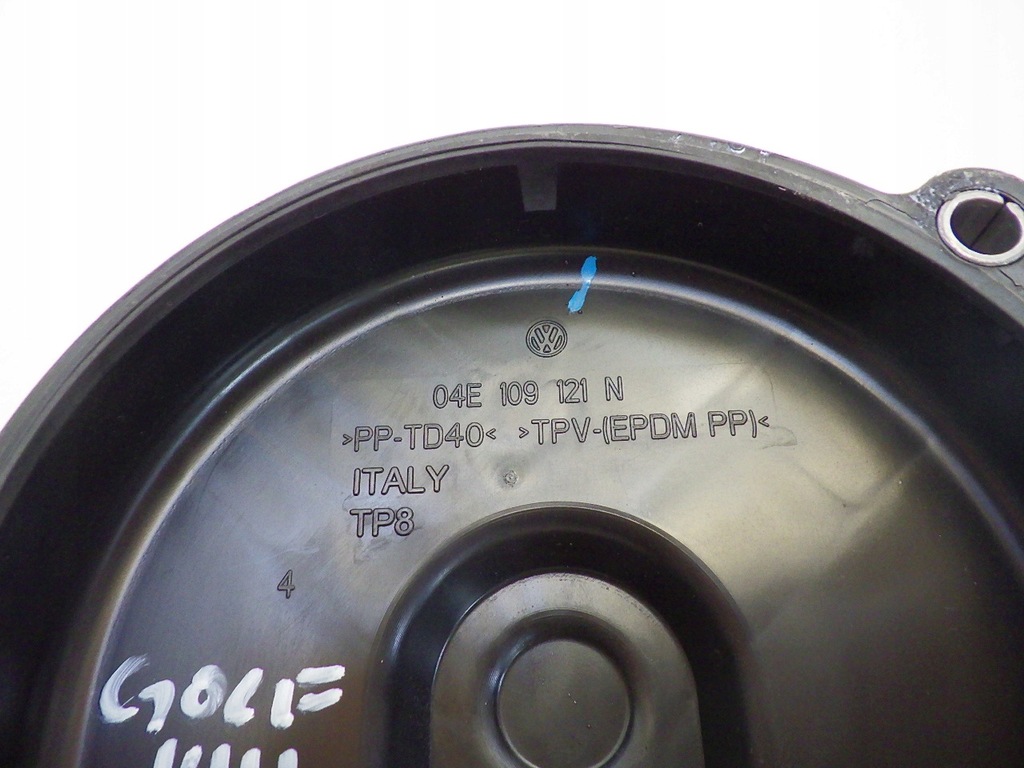 04E 109 121 N
>PP-TD40< >TPV-(EPDM PP)<
ITALY
TP8
4
GOLF